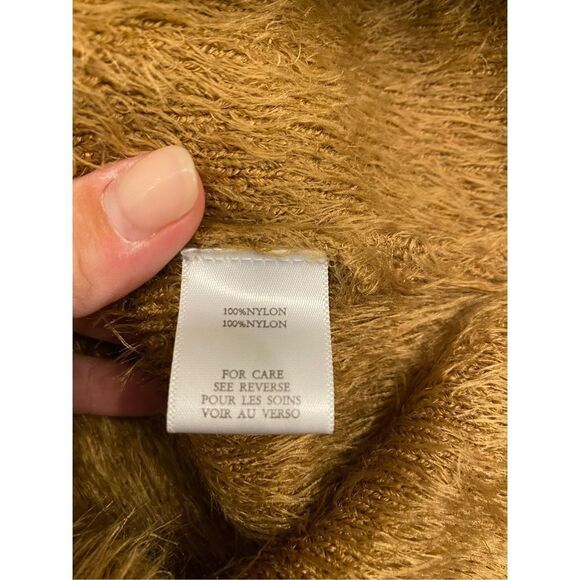 100%NYLON
100%NYLON
FOR CARE
SEE REVERSE
POUR LES SOINS
VOIR AU VERSO